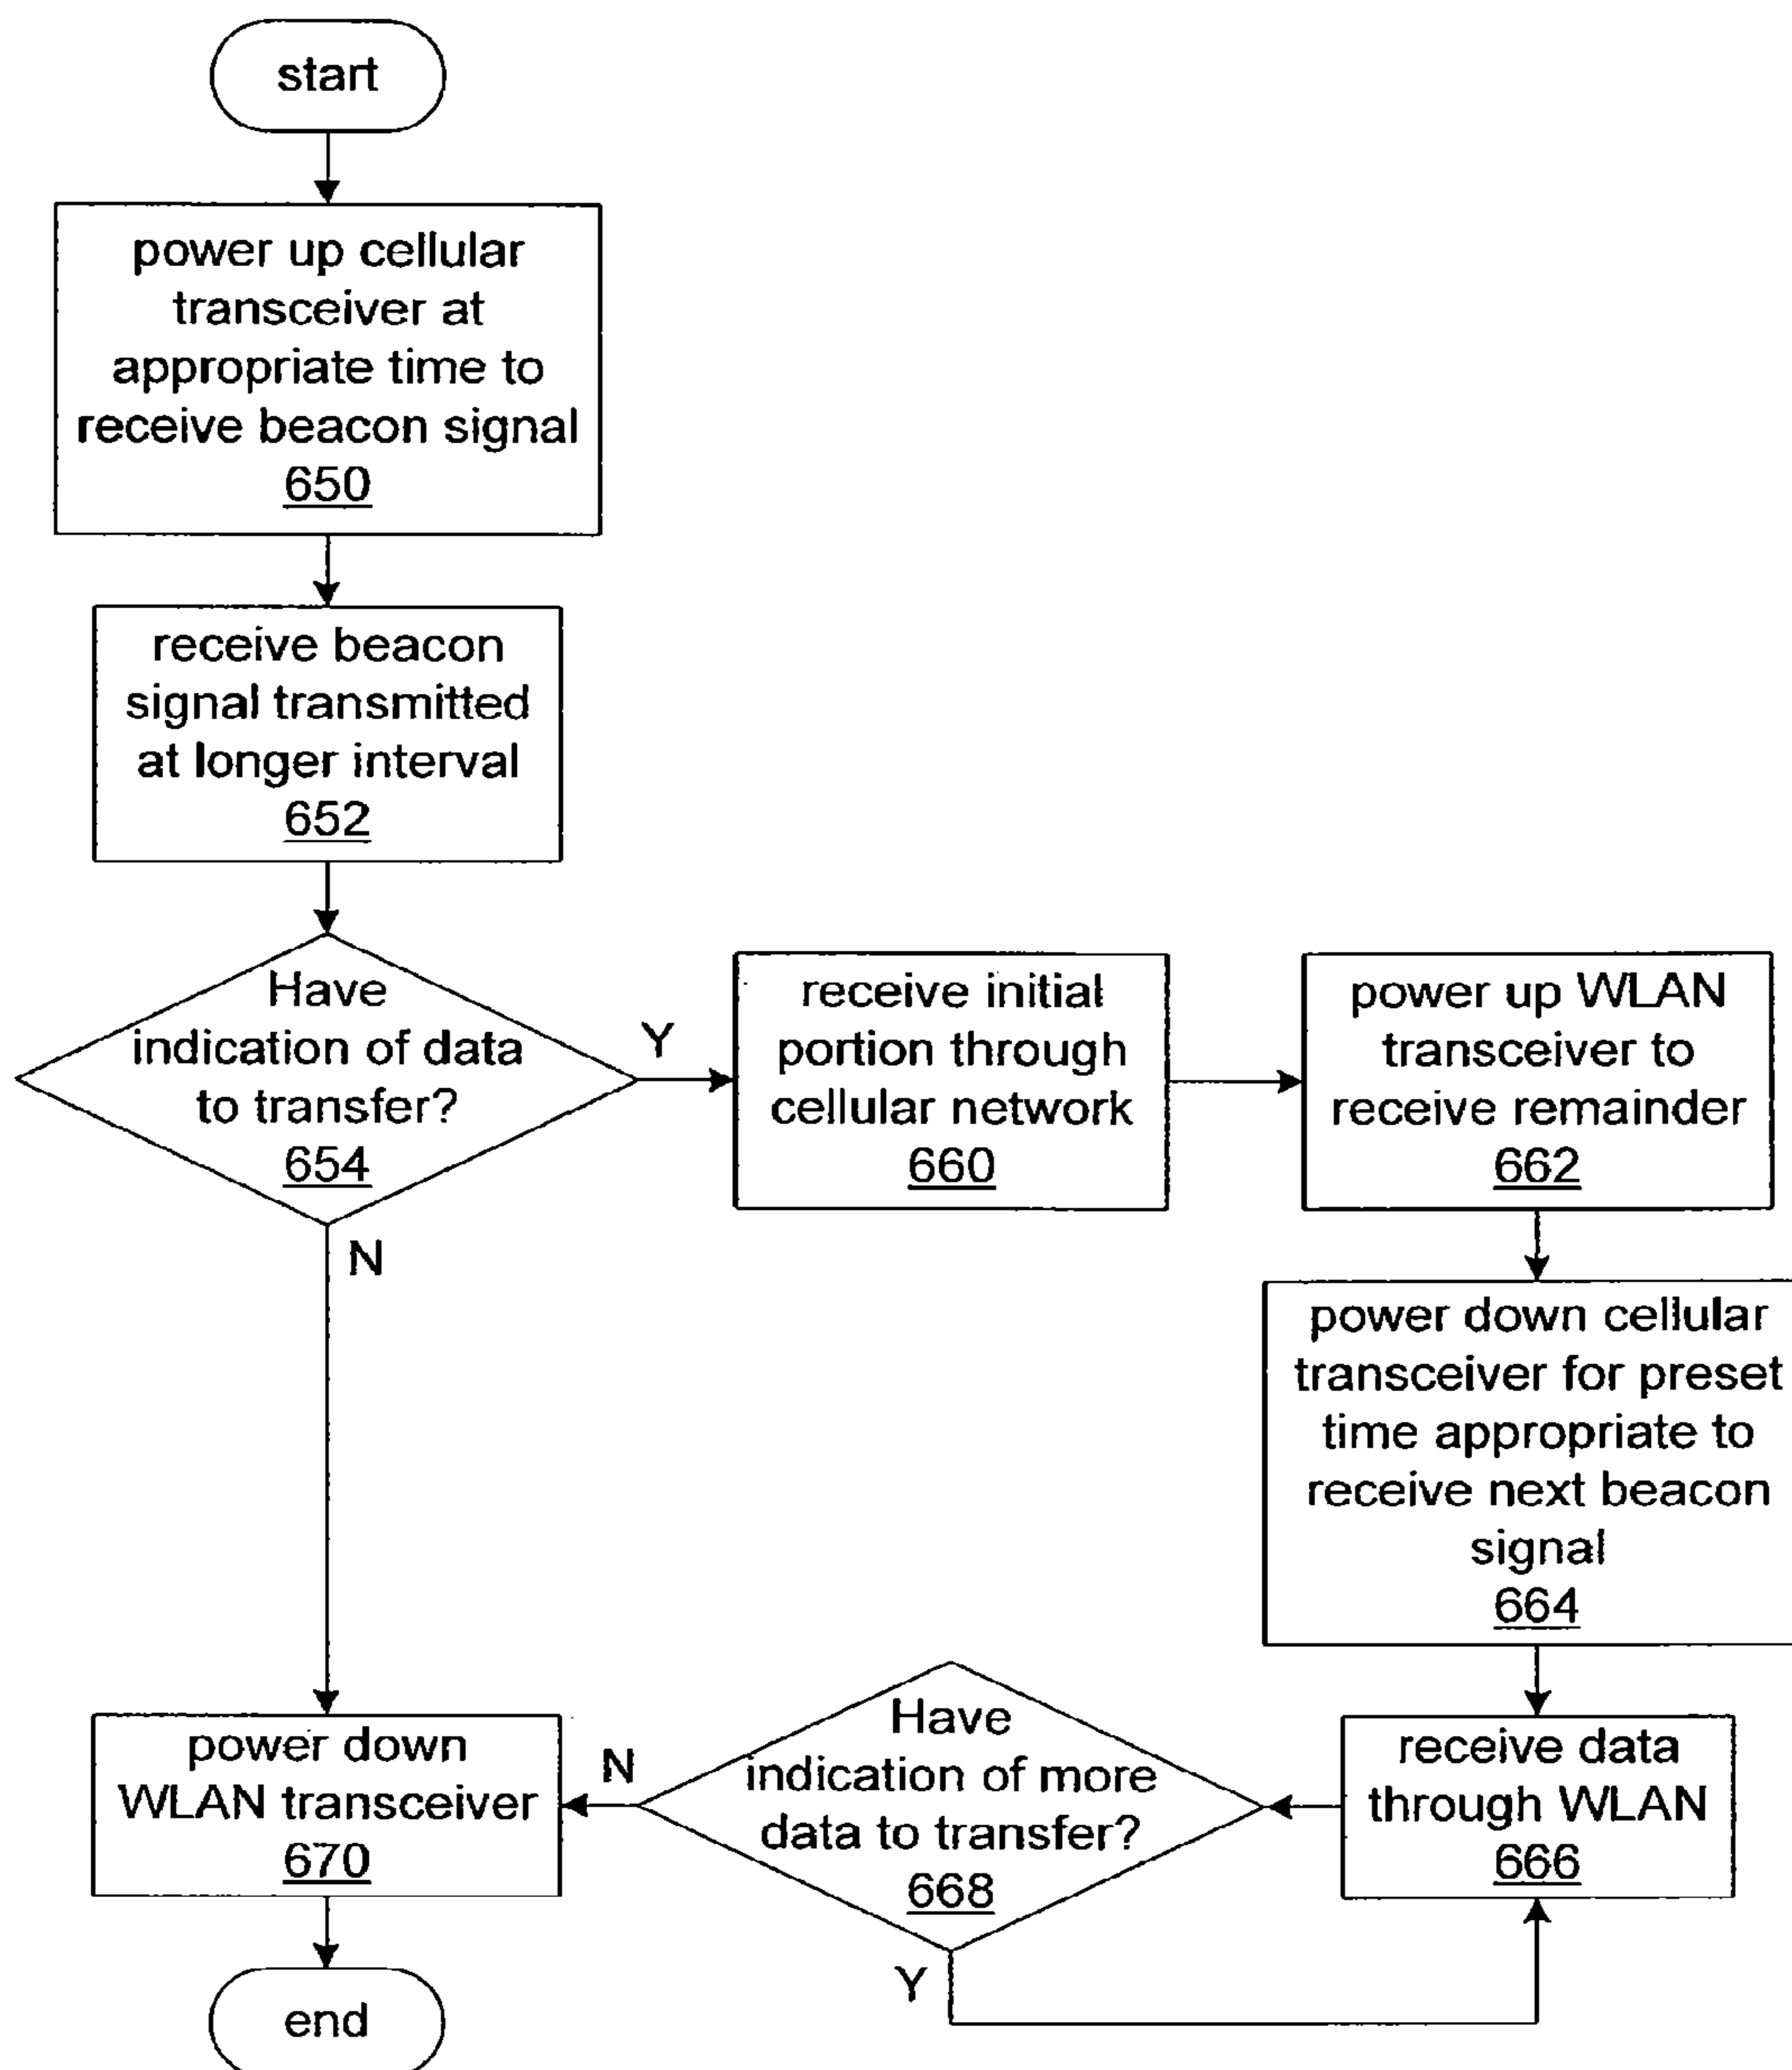 start
power up cellular
transceiver at
appropriate time to
receive beacon signal
650
receive beacon
signal transmitted
at longer interval
652
Have
indication of data
to transfer?
654
Y
N
receive initial
portion through
cellular network
660
power up WLAN
transceiver to
receive remainder
662
power down cellular
transceiver for preset
time appropriate to
receive next beacon
signal
664
receive data
through WLAN
666
Have
indication of more
data to transfer?
668
N
Y
power down
WLAN transceiver
670
end